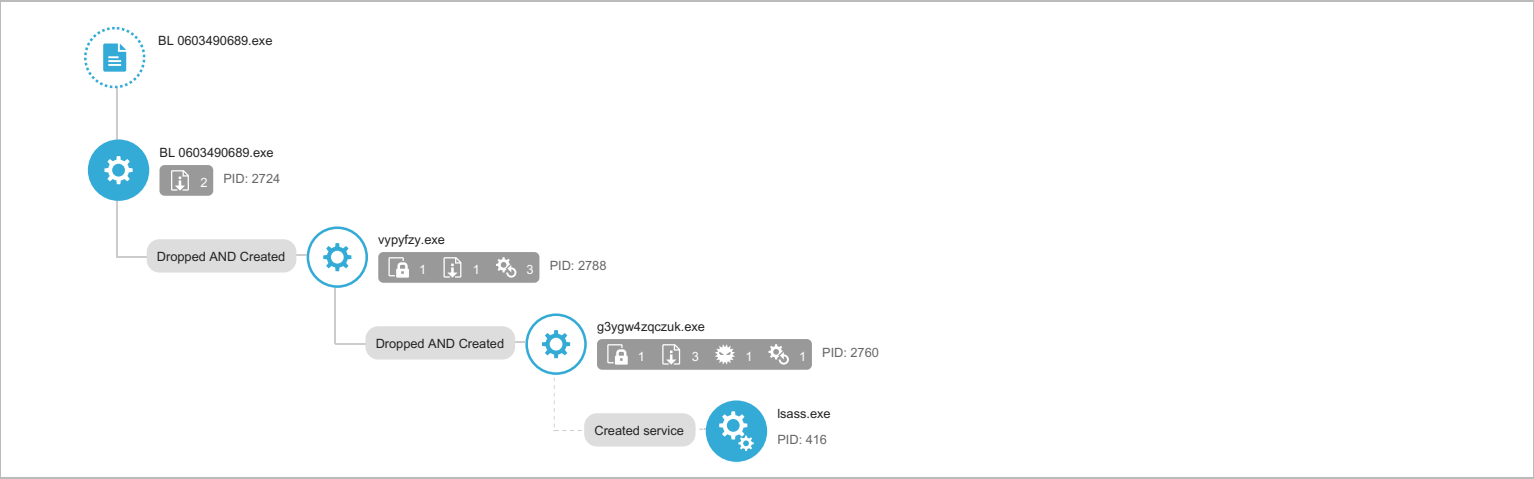 BL 0603490689.exe
BL 0603490689.exe
2 PID: 2724
Dropped AND Created
vypyfzy.exe
1 1 3 PID: 2788
Dropped AND Created
g3ygw4zqczuk.exe
1 3 1 1 PID: 2760
Created service
lsass.exe
PID: 416